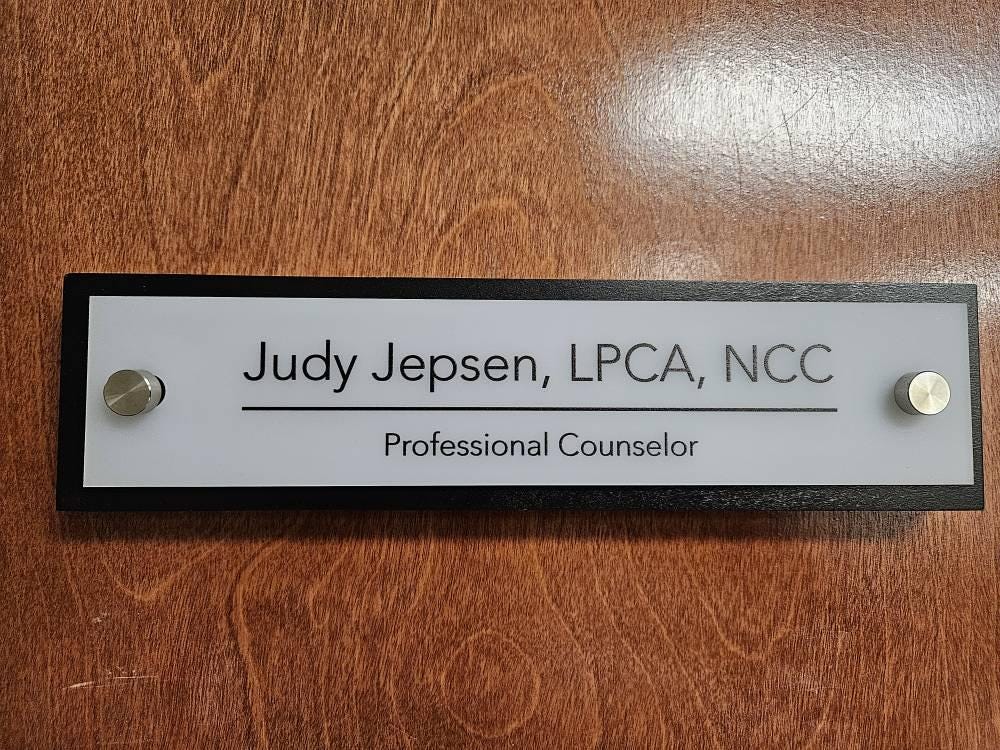 Judy Jepsen, LPCA, NCC
Professional Counselor